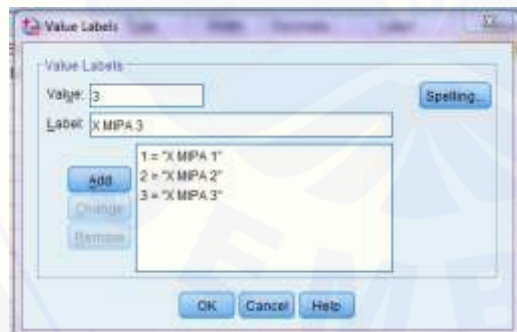 Value Labels
Value Labels
Value: 3
Spelling...
Label: X MIPA 3
Add
Change
Remove
1 = "X MIPA 1"
2 = "X MIPA 2"
3 = "X MIPA 3"
OK Cancel Help